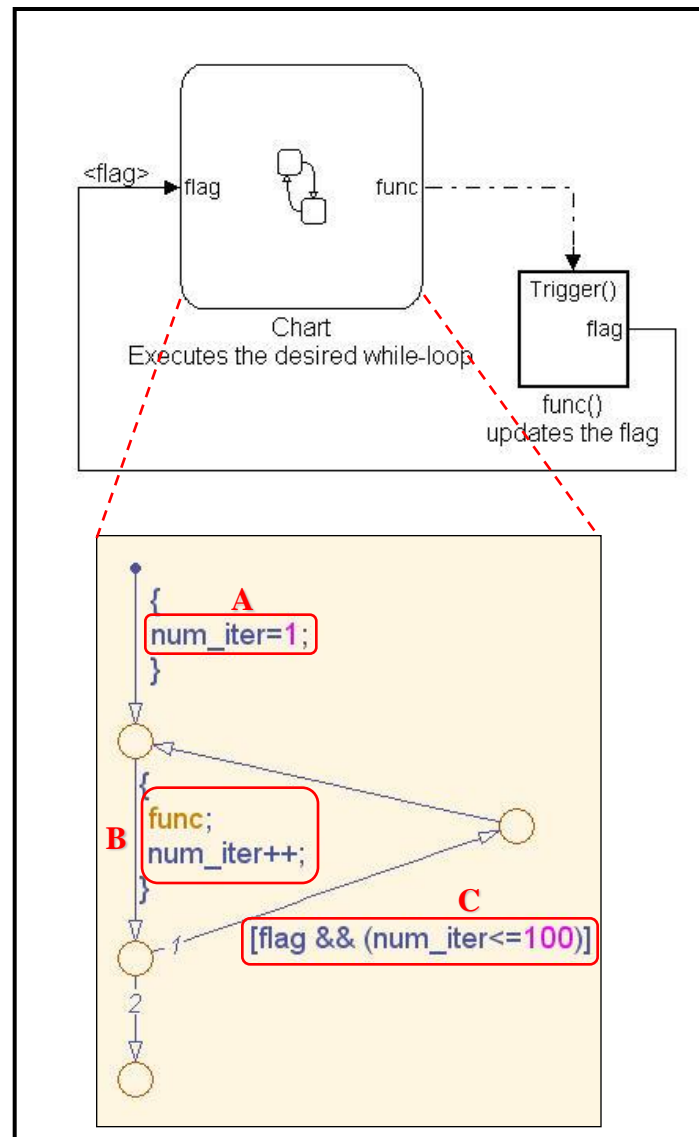 <flag>
flag
func
Chart
Executes the desired while-loop
Trigger()
flag
func()
updates the flag
{
A
num_iter=1;
}
{
B
func;
num_iter++;
}
C
1
[flag && (num_iter<=100)]
2